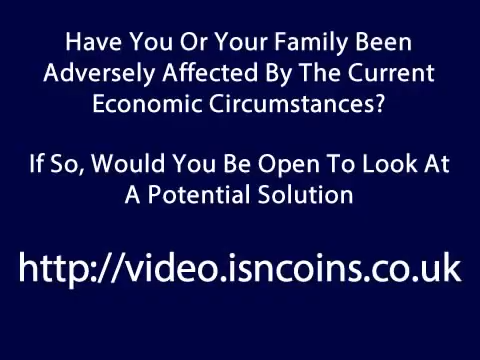 Have You Or Your Family Been
Adversely Affected By The Current
Economic Circumstances?
If So, Would You Be Open To Look At
A Potential Solution
http://video.isncoins.co.uk